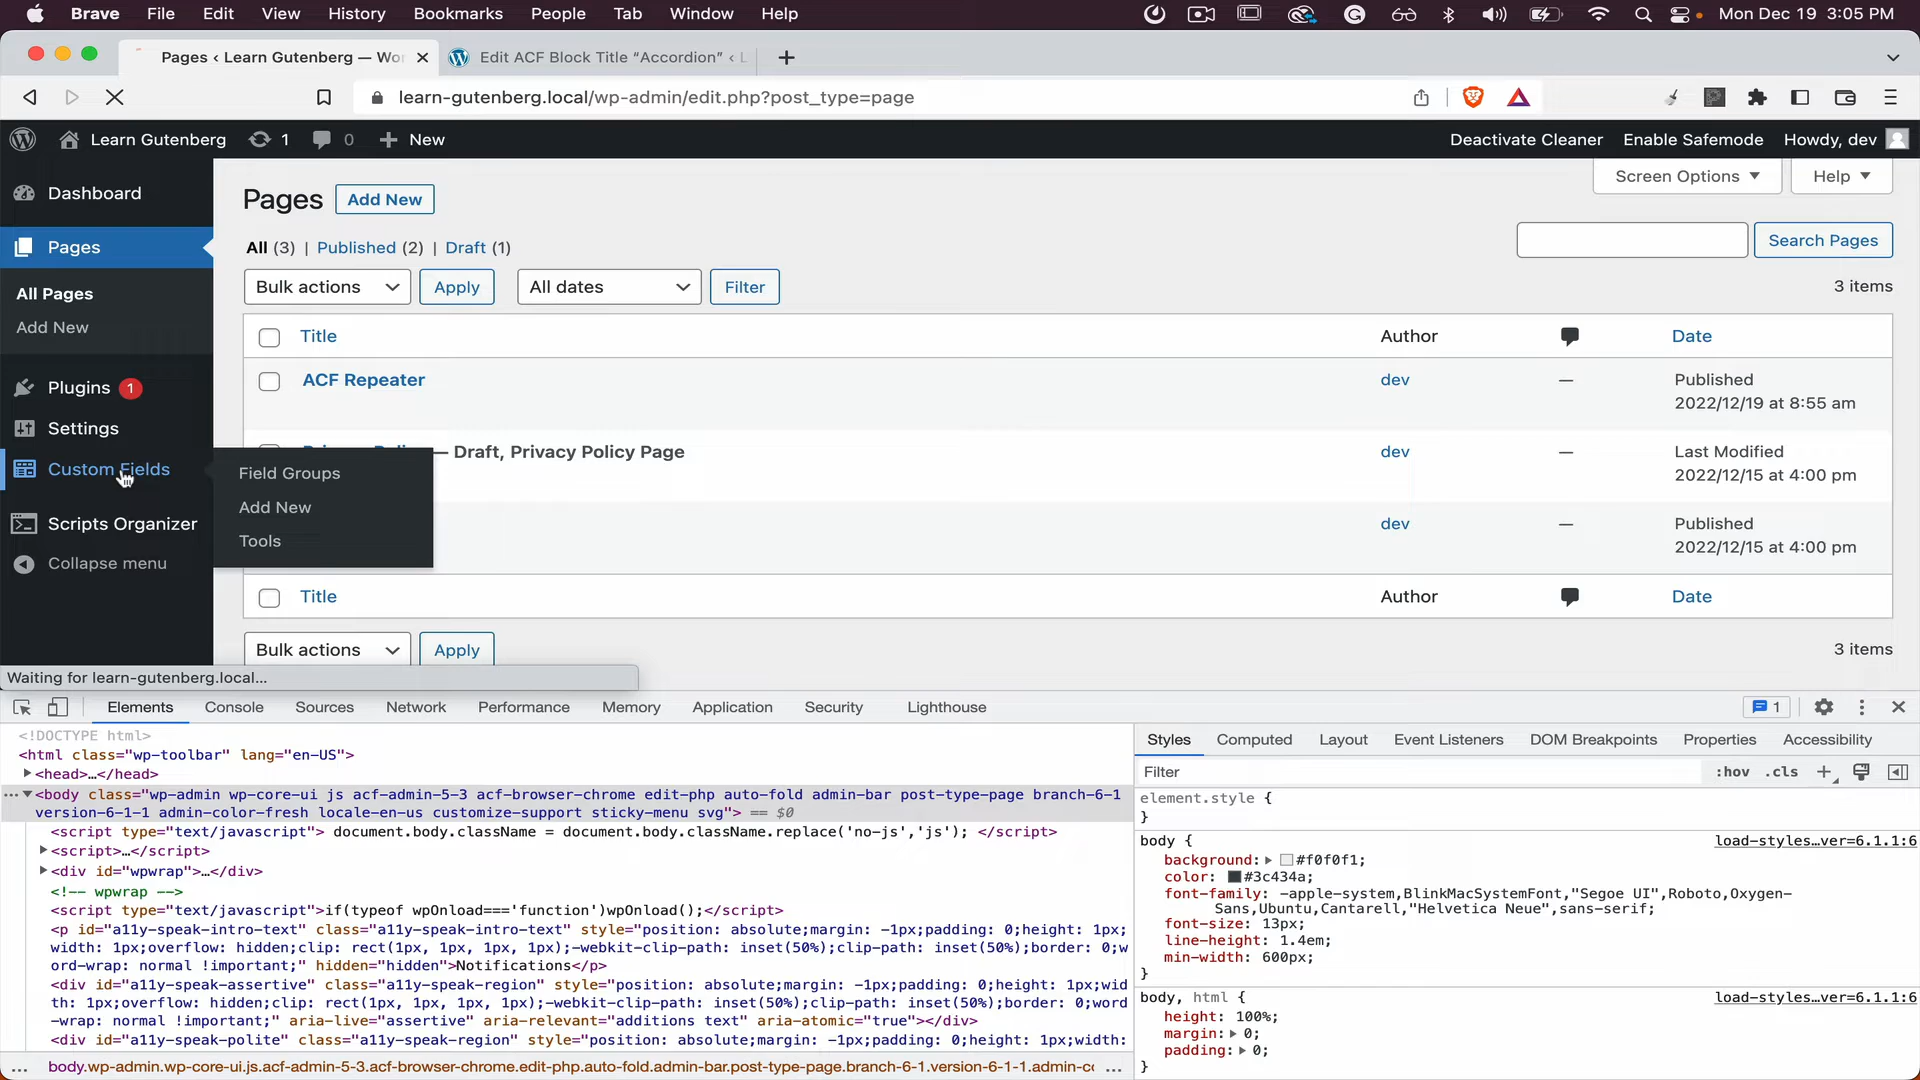 Brave File Edit View History Bookmarks People Tab Window Help Mon Dec 19 3:05 PM
Pages ‹ Learn Gutenberg — Wo Edit ACF Block Title “Accordion” ‹ L
learn-gutenberg.local/wp-admin/edit.php?post_type=page
Learn Gutenberg 1 0 New Deactivate Cleaner Enable Safemode Howdy, dev
Dashboard
Pages
All Pages
Add New
Plugins 1
Settings
Custom Fields
Scripts Organizer
Collapse menu
Field Groups
Add New
Tools
Screen Options Help
Pages Add New
All (3) | Published (2) | Draft (1)
Search Pages
Bulk actions Apply All dates Filter 3 items
Title Author Date
ACF Repeater dev — Published
2022/12/19 at 8:55 am
— Draft, Privacy Policy Page dev — Last Modified
2022/12/15 at 4:00 pm
dev — Published
2022/12/15 at 4:00 pm
Title Author Date
Bulk actions Apply 3 items
Waiting for learn-gutenberg.local...
Elements Console Sources Network Performance Memory Application Security Lighthouse 1
<!DOCTYPE html>
<html class="wp-toolbar" lang="en-US">
<head>…</head>
<body class="wp-admin wp-core-ui js acf-admin-5-3 acf-browser-chrome edit-php auto-fold admin-bar post-type-page branch-6-1
version-6-1-1 admin-color-fresh locale-en-us customize-support sticky-menu svg"> == $0
<script type="text/javascript"> document.body.className = document.body.className.replace('no-js','js'); </script>
<script>…</script>
<div id="wpwrap">…</div>
<!-- wpwrap -->
<script type="text/javascript">if(typeof wpOnload==='function')wpOnload();</script>
<p id="a11y-speak-intro-text" class="a11y-speak-intro-text" style="position: absolute;margin: -1px;padding: 0;height: 1px;
width: 1px;overflow: hidden;clip: rect(1px, 1px, 1px, 1px);-webkit-clip-path: inset(50%);clip-path: inset(50%);border: 0;w
ord-wrap: normal !important;" hidden="hidden">Notifications</p>
<div id="a11y-speak-assertive" class="a11y-speak-region" style="position: absolute;margin: -1px;padding: 0;height: 1px;wid
th: 1px;overflow: hidden;clip: rect(1px, 1px, 1px, 1px);-webkit-clip-path: inset(50%);clip-path: inset(50%);border: 0;word
-wrap: normal !important;" aria-live="assertive" aria-relevant="additions text" aria-atomic="true"></div>
<div id="a11y-speak-polite" class="a11y-speak-region" style="position: absolute;margin: -1px;padding: 0;height: 1px;width:
... body.wp-admin.wp-core-ui.js.acf-admin-5-3.acf-browser-chrome.edit-php.auto-fold.admin-bar.post-type-page.branch-6-1.version-6-1-1.admin-co ...
Styles Computed Layout Event Listeners DOM Breakpoints Properties Accessibility
Filter :hov .cls
element.style {
}
body { load-styles…ver=6.1.1:6
background: #f0f0f1;
color: #3c434a;
font-family: -apple-system,BlinkMacSystemFont,"Segoe UI",Roboto,Oxygen-
Sans,Ubuntu,Cantarell,"Helvetica Neue",sans-serif;
font-size: 13px;
line-height: 1.4em;
min-width: 600px;
}
body, html { load-styles…ver=6.1.1:6
height: 100%;
margin: 0;
padding: 0;
}